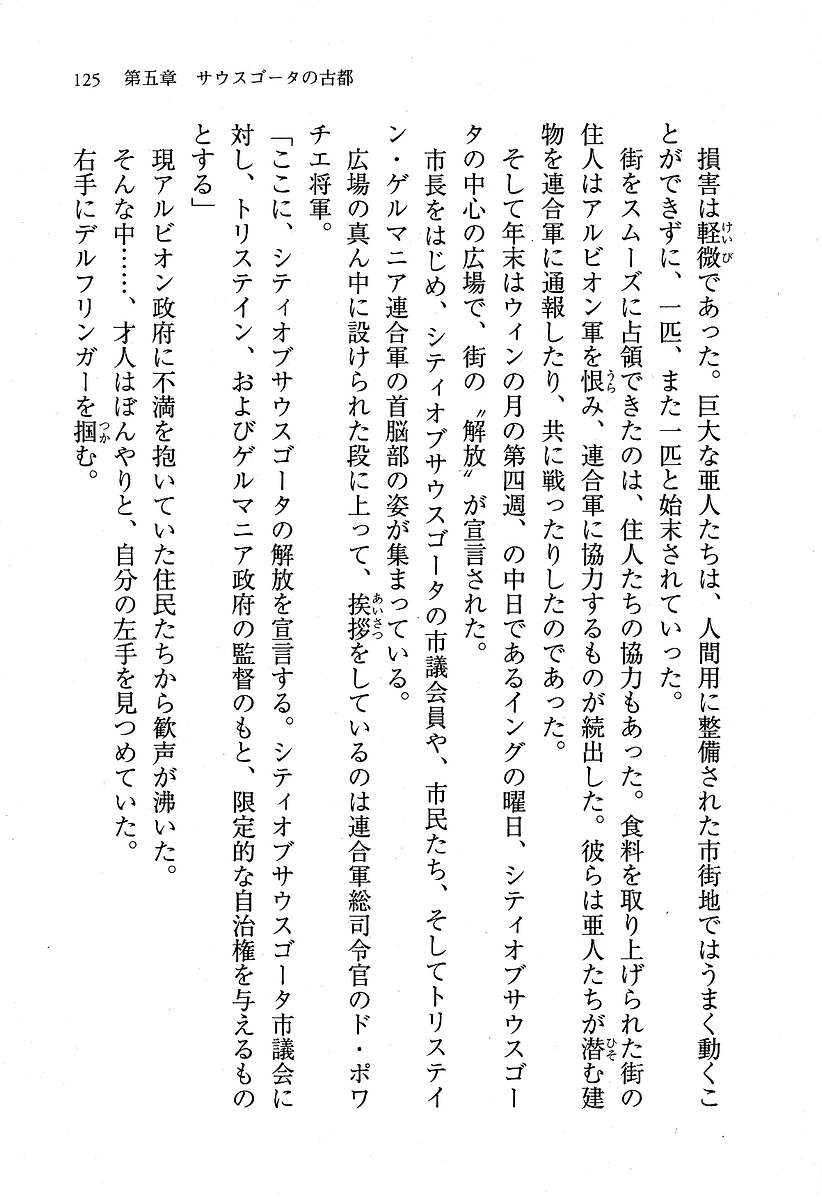 125 第五章 サウスゴータの古都
損害は軽微であった。巨大な亜人たちは、人間用に整備された市街地ではうまく動くこ
とができずに、一匹、また一匹と始末されていった。
街をスムーズに占領できたのは、住人たちの協力もあった。食料を取り上げられた街の
住人はアルビオン軍を恨み、連合軍に協力するものが続出した。彼らは亜人たちが潜む建
物を連合軍に通報したり、共に戦ったりしたのであった。
そして年末はウィンの月の第四週、の中日であるイングの曜日、シティオブサウスゴー
タの中心の広場で、街の〝解放〟が宣言された。
市長をはじめ、シティオブサウスゴータの市議会員や、市民たち、そしてトリステイ
ン・ゲルマニア連合軍の首脳部の姿が集まっている。
広場の真ん中に設けられた段に上って、挨拶をしているのは連合軍総司令官のド・ポワ
チエ将軍。
「ここに、シティオブサウスゴータの解放を宣言する。シティオブサウスゴータ市議会に
対し、トリステイン、およびゲルマニア政府の監督のもと、限定的な自治権を与えるもの
とする」
現アルビオン政府に不満を抱いていた住民たちから歓声が沸いた。
そんな中……、才人はぼんやりと、自分の左手を見つめていた。
右手にデルフリンガーを掴む。